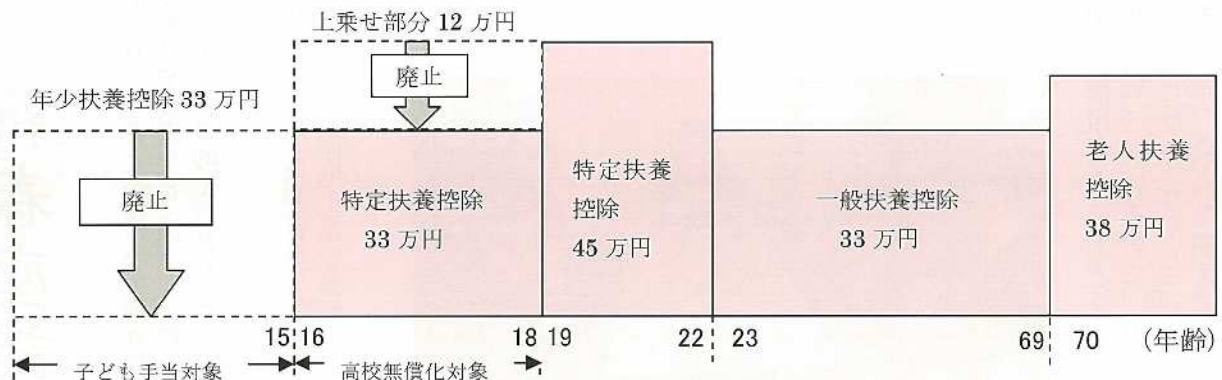 上乗せ部分 12 万円
廃止
年少扶養控除 33 万円
廃止
特定扶養控除
33 万円
特定扶養
控除
45 万円
一般扶養控除
33 万円
老人扶養
控除
38 万円
15 16 18 19 22 23 69 70 (年齢)
子ども手当対象 高校無償化対象